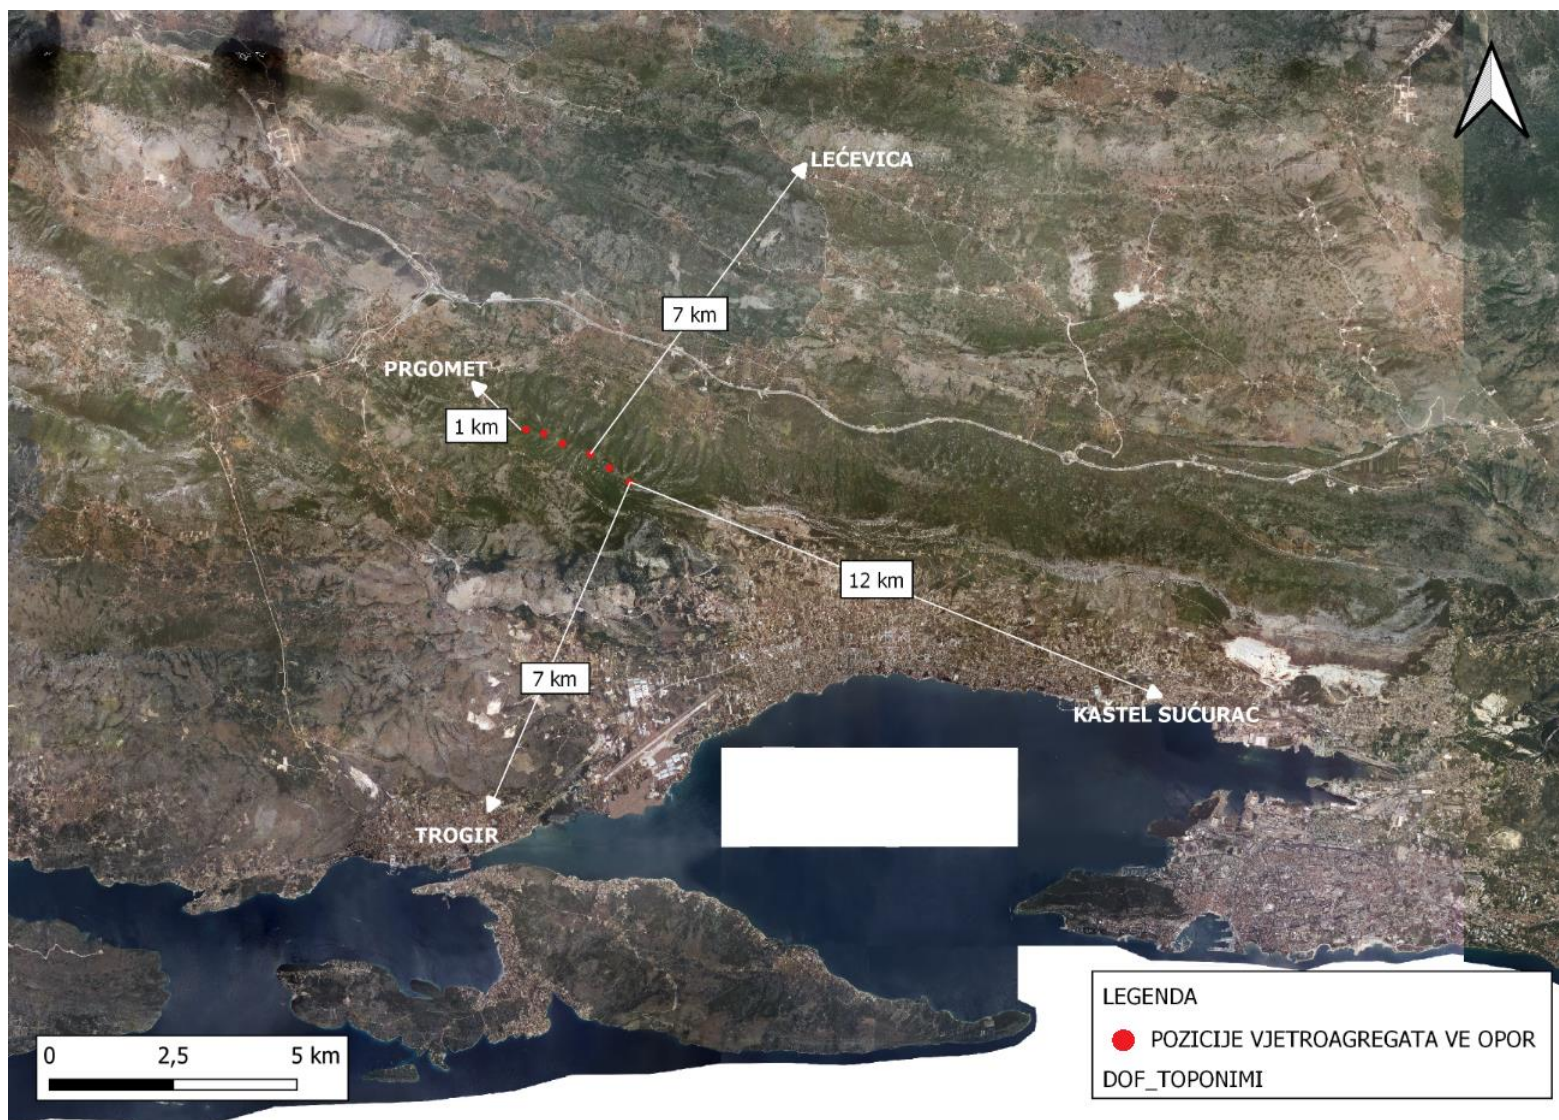 LEĆEVICA
7 km
PRGOMET
1 km
12 km
7 km
KAŠTEL SUĆURAC
TROGIR
LEGENDA
POZICIJE VJETROAGREGATA VE OPOR
DOF_TOPONIMI
0 2,5 5 km